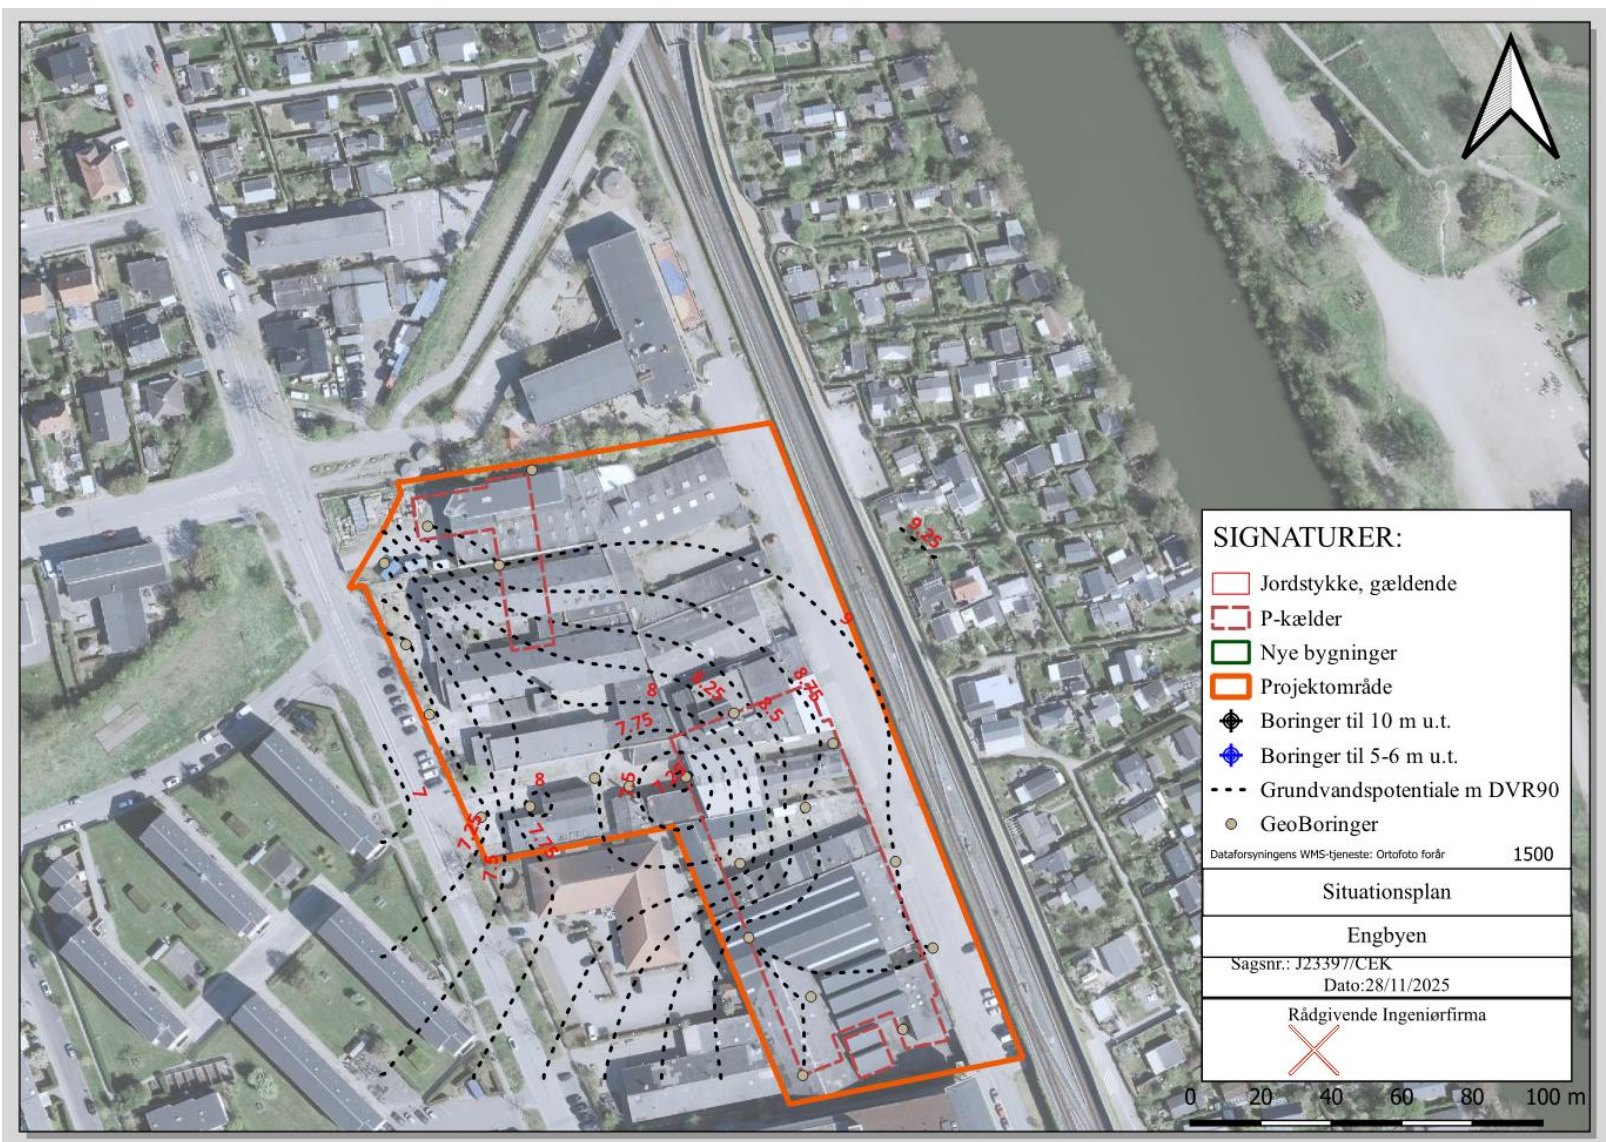 9.25
9
8.75
8.25
8
8.5
7.75
7.5
7.25
8
7
7.25
7.75
7.5
SIGNATURER:
Jordstykke, gældende
P-kælder
Nye bygninger
Projektområde
Boringer til 10 m u.t.
Boringer til 5-6 m u.t.
Grundvandspotentiale m DVR90
GeoBoringer
Dataforsyningens WMS-tjeneste: Ortofoto forår 1500
Situationsplan
Engbyen
Sagsnr.: J23397/CEK
Dato:28/11/2025
Rådgivende Ingeniørfirma
0 20 40 60 80 100 m